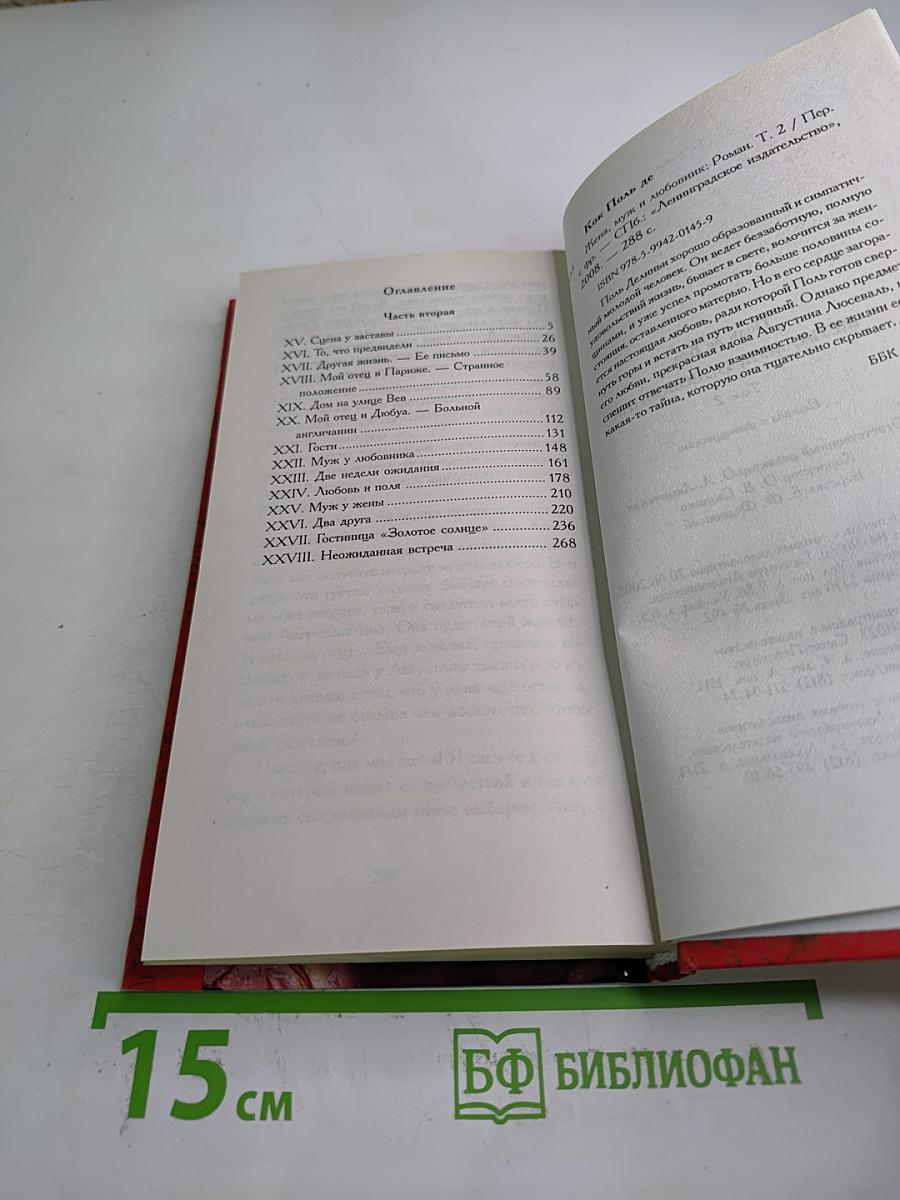 Оглавление
Часть вторая
XV. Сцена у заставы 5
XVI. То, что предвидели 26
XVII. Другая жизнь. — Ее письмо 39
XVIII. Мой отец в Париже. — Странное
положение 58
XIX. Дом на улице Вев 89
XX. Мой отец и Дюбуа. — Больной
англичанин 112
XXI. Гости 131
XXII. Муж у любовника 148
XXIII. Две недели ожидания 161
XXIV. Любовь и поля 178
XXV. Муж у жены 210
XXVI. Два друга 220
XXVII. Гостиница «Золотое солнце» 236
XXVIII. Неожиданная встреча 268
Кок Поль де
Жена, муж и любовник: Роман. Т. 2 / Пер.
с фр. — СПб.: «Ленинградское издательство»,
2008. — 288 с.
ISBN 978-5-9942-0145-9
Поль Делиньи хорошо образованный и симпатич-
ный молодой человек. Он ведет беззаботную, полную
удовольствий жизнь, бывает в свете, волочится за жен-
щинами, и уже успел промотать больше половины со-
стояния, оставленного матерью. Но в его сердце загора-
ется настоящая любовь, ради которой Поль готов свер-
нуть горы и встать на путь истинный. Однако предмет
его любви, прекрасная вдова Августина Люсеваль,
спешит отвечать Полю взаимностью. В ее жизни
какая-то тайна, которую она тщательно скрывает,
ББК
15 см
БФ БИБЛИОФАН